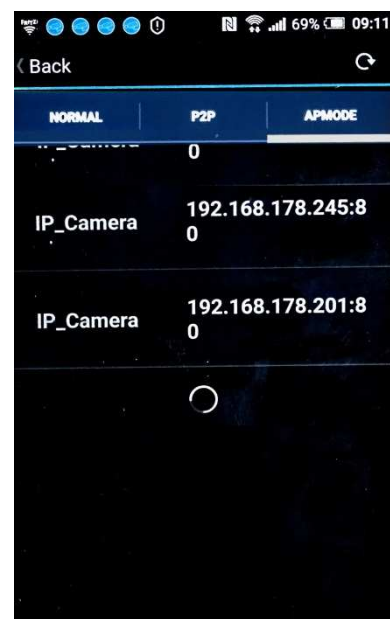 69% 09:11
Back
NORMAL P2P APMODE
0
IP_Camera 192.168.178.245:8
0
IP_Camera 192.168.178.201:8
0